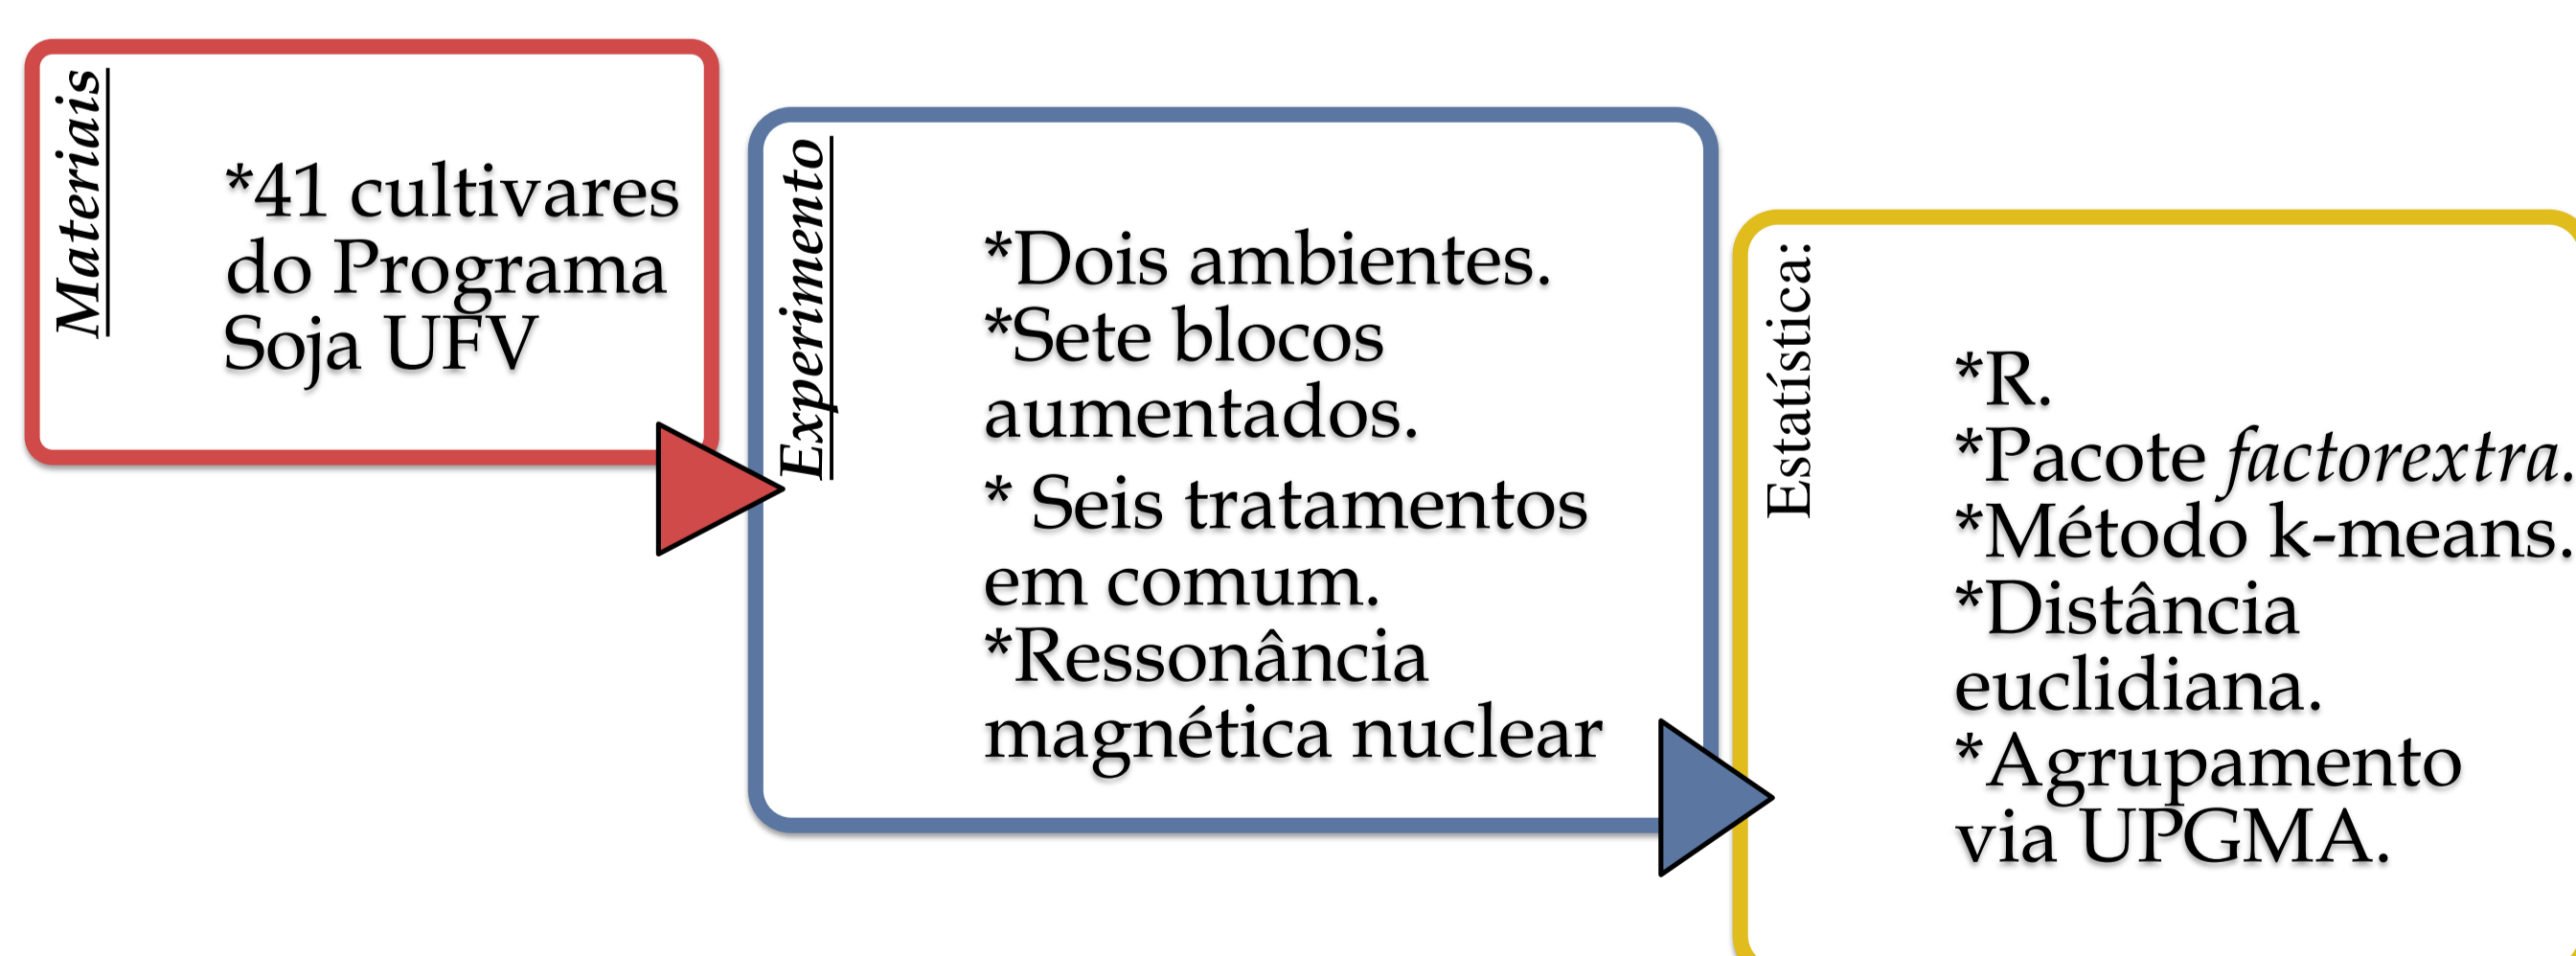 Materiais
*41 cultivares
do Programa
Soja UFV
Experimento
*Dois ambientes.
*Sete blocos
aumentados.
* Seis tratamentos
em comum.
*Ressonância
magnética nuclear
Estatística:
*R.
*Pacote factorextra.
*Método k-means.
*Distância
euclidiana.
*Agrupamento
via UPGMA.